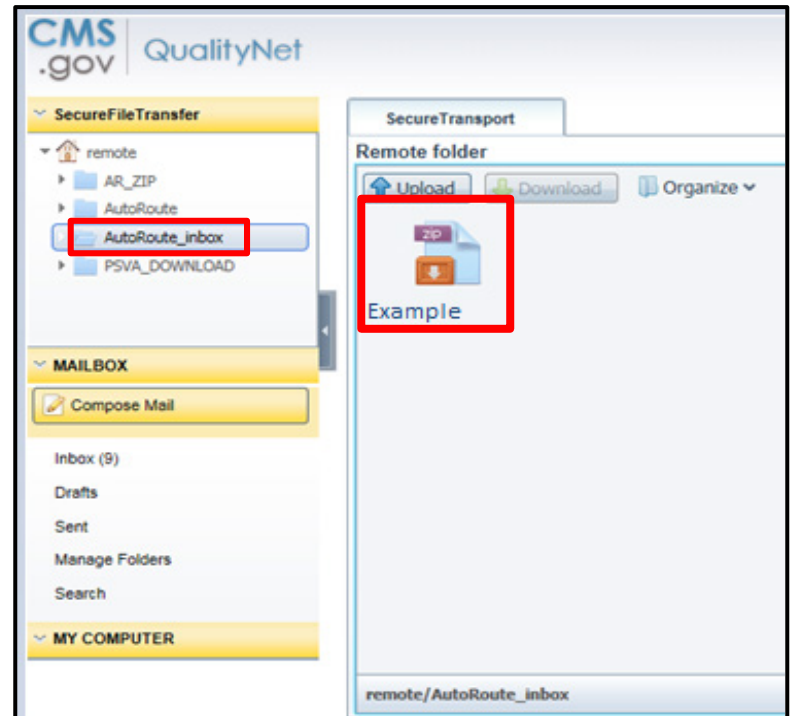 CMS
.gov
QualityNet
SecureFileTransfer
remote
AR_ZIP
AutoRoute
AutoRoute_inbox
PSVA_DOWNLOAD
MAILBOX
Compose Mail
Inbox (9)
Drafts
Sent
Manage Folders
Search
MY COMPUTER
SecureTransport
Remote folder
Upload Download Organize
ZIP
Example
remote/AutoRoute_inbox